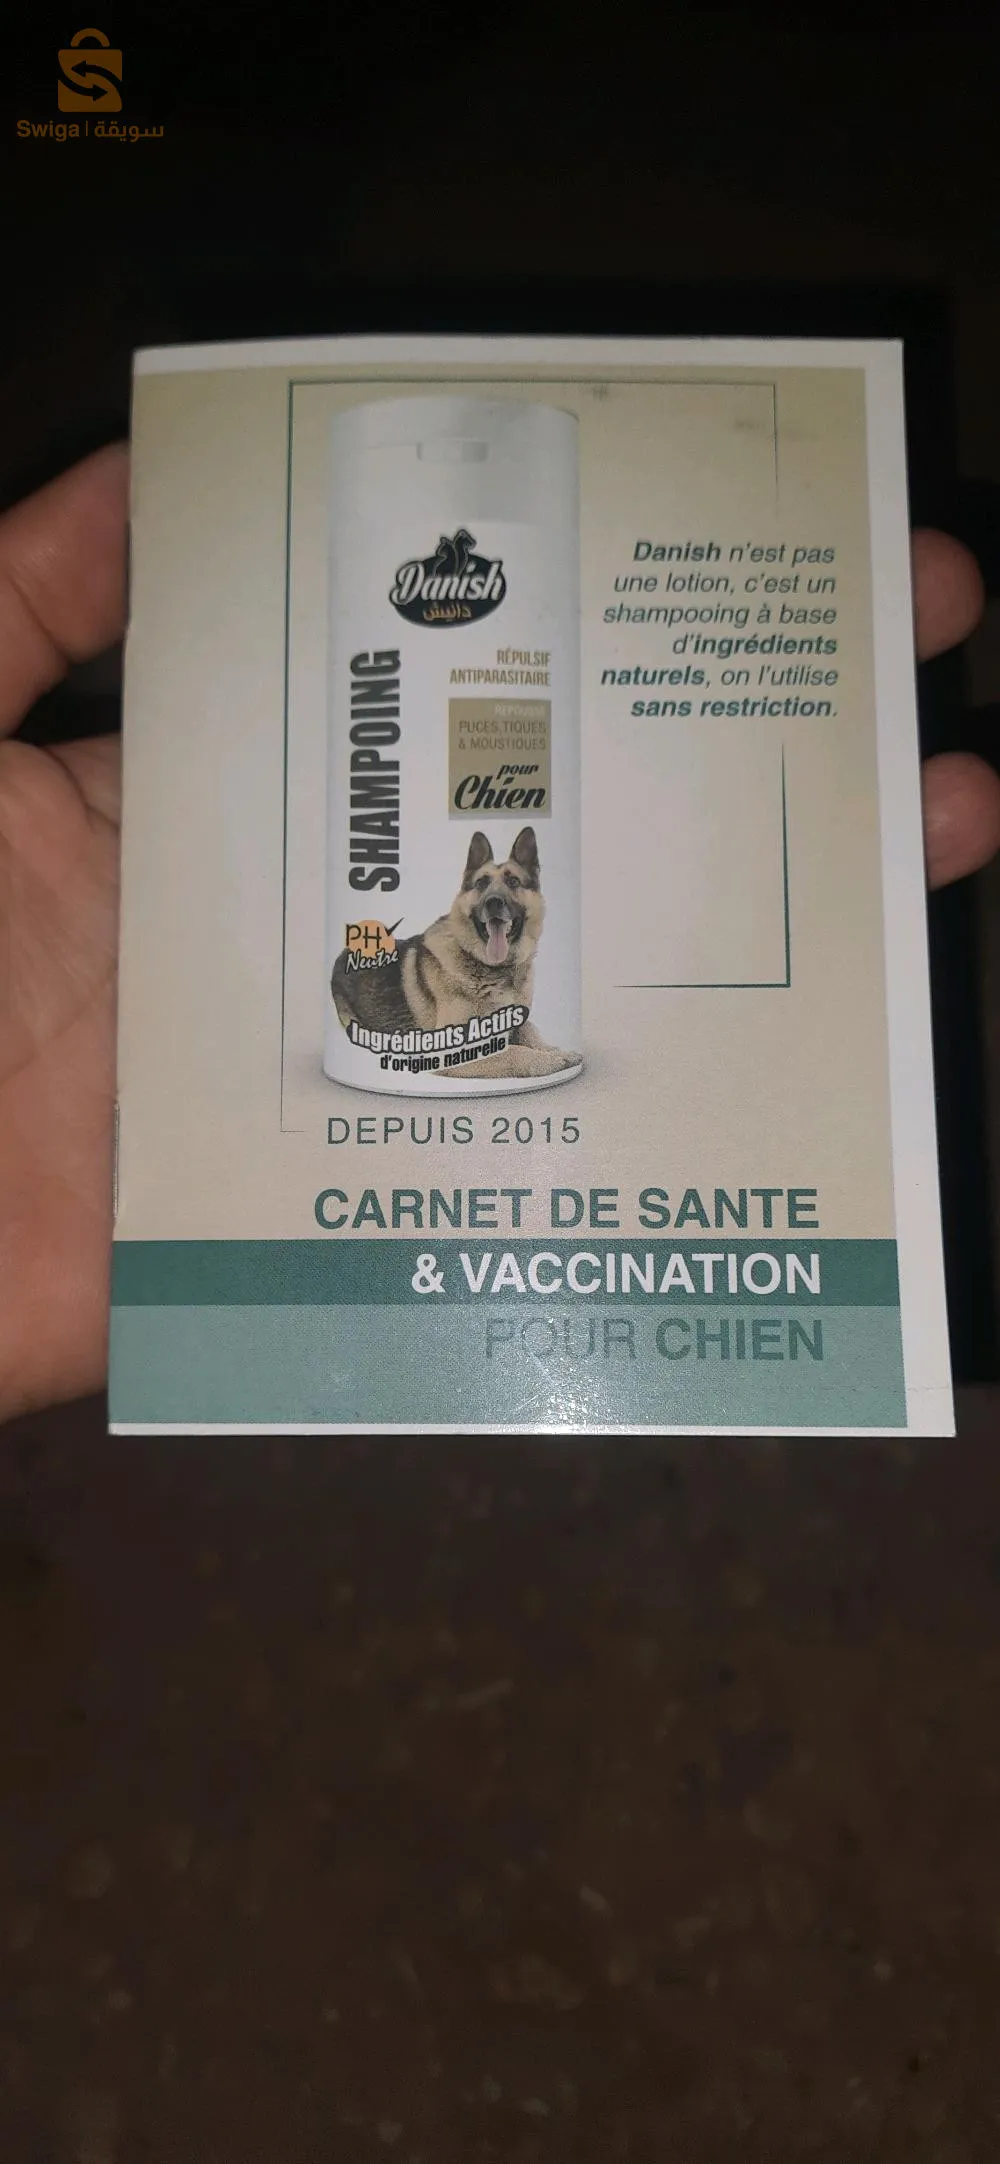 Swiga | سويقة
Danish
دانيش
SHAMPOING
RÉPULSIF
ANTIPARASITAIRE
REPOUSSE
PUCES, TIQUES
& MOUSTIQUES
pour
Chien
PH
Neutre
Ingrédients Actifs
d'origine naturelle
Danish n'est pas
une lotion, c'est un
shampooing à base
d'ingrédients
naturels, on l'utilise
sans restriction.
DEPUIS 2015
CARNET DE SANTE
& VACCINATION
POUR CHIEN